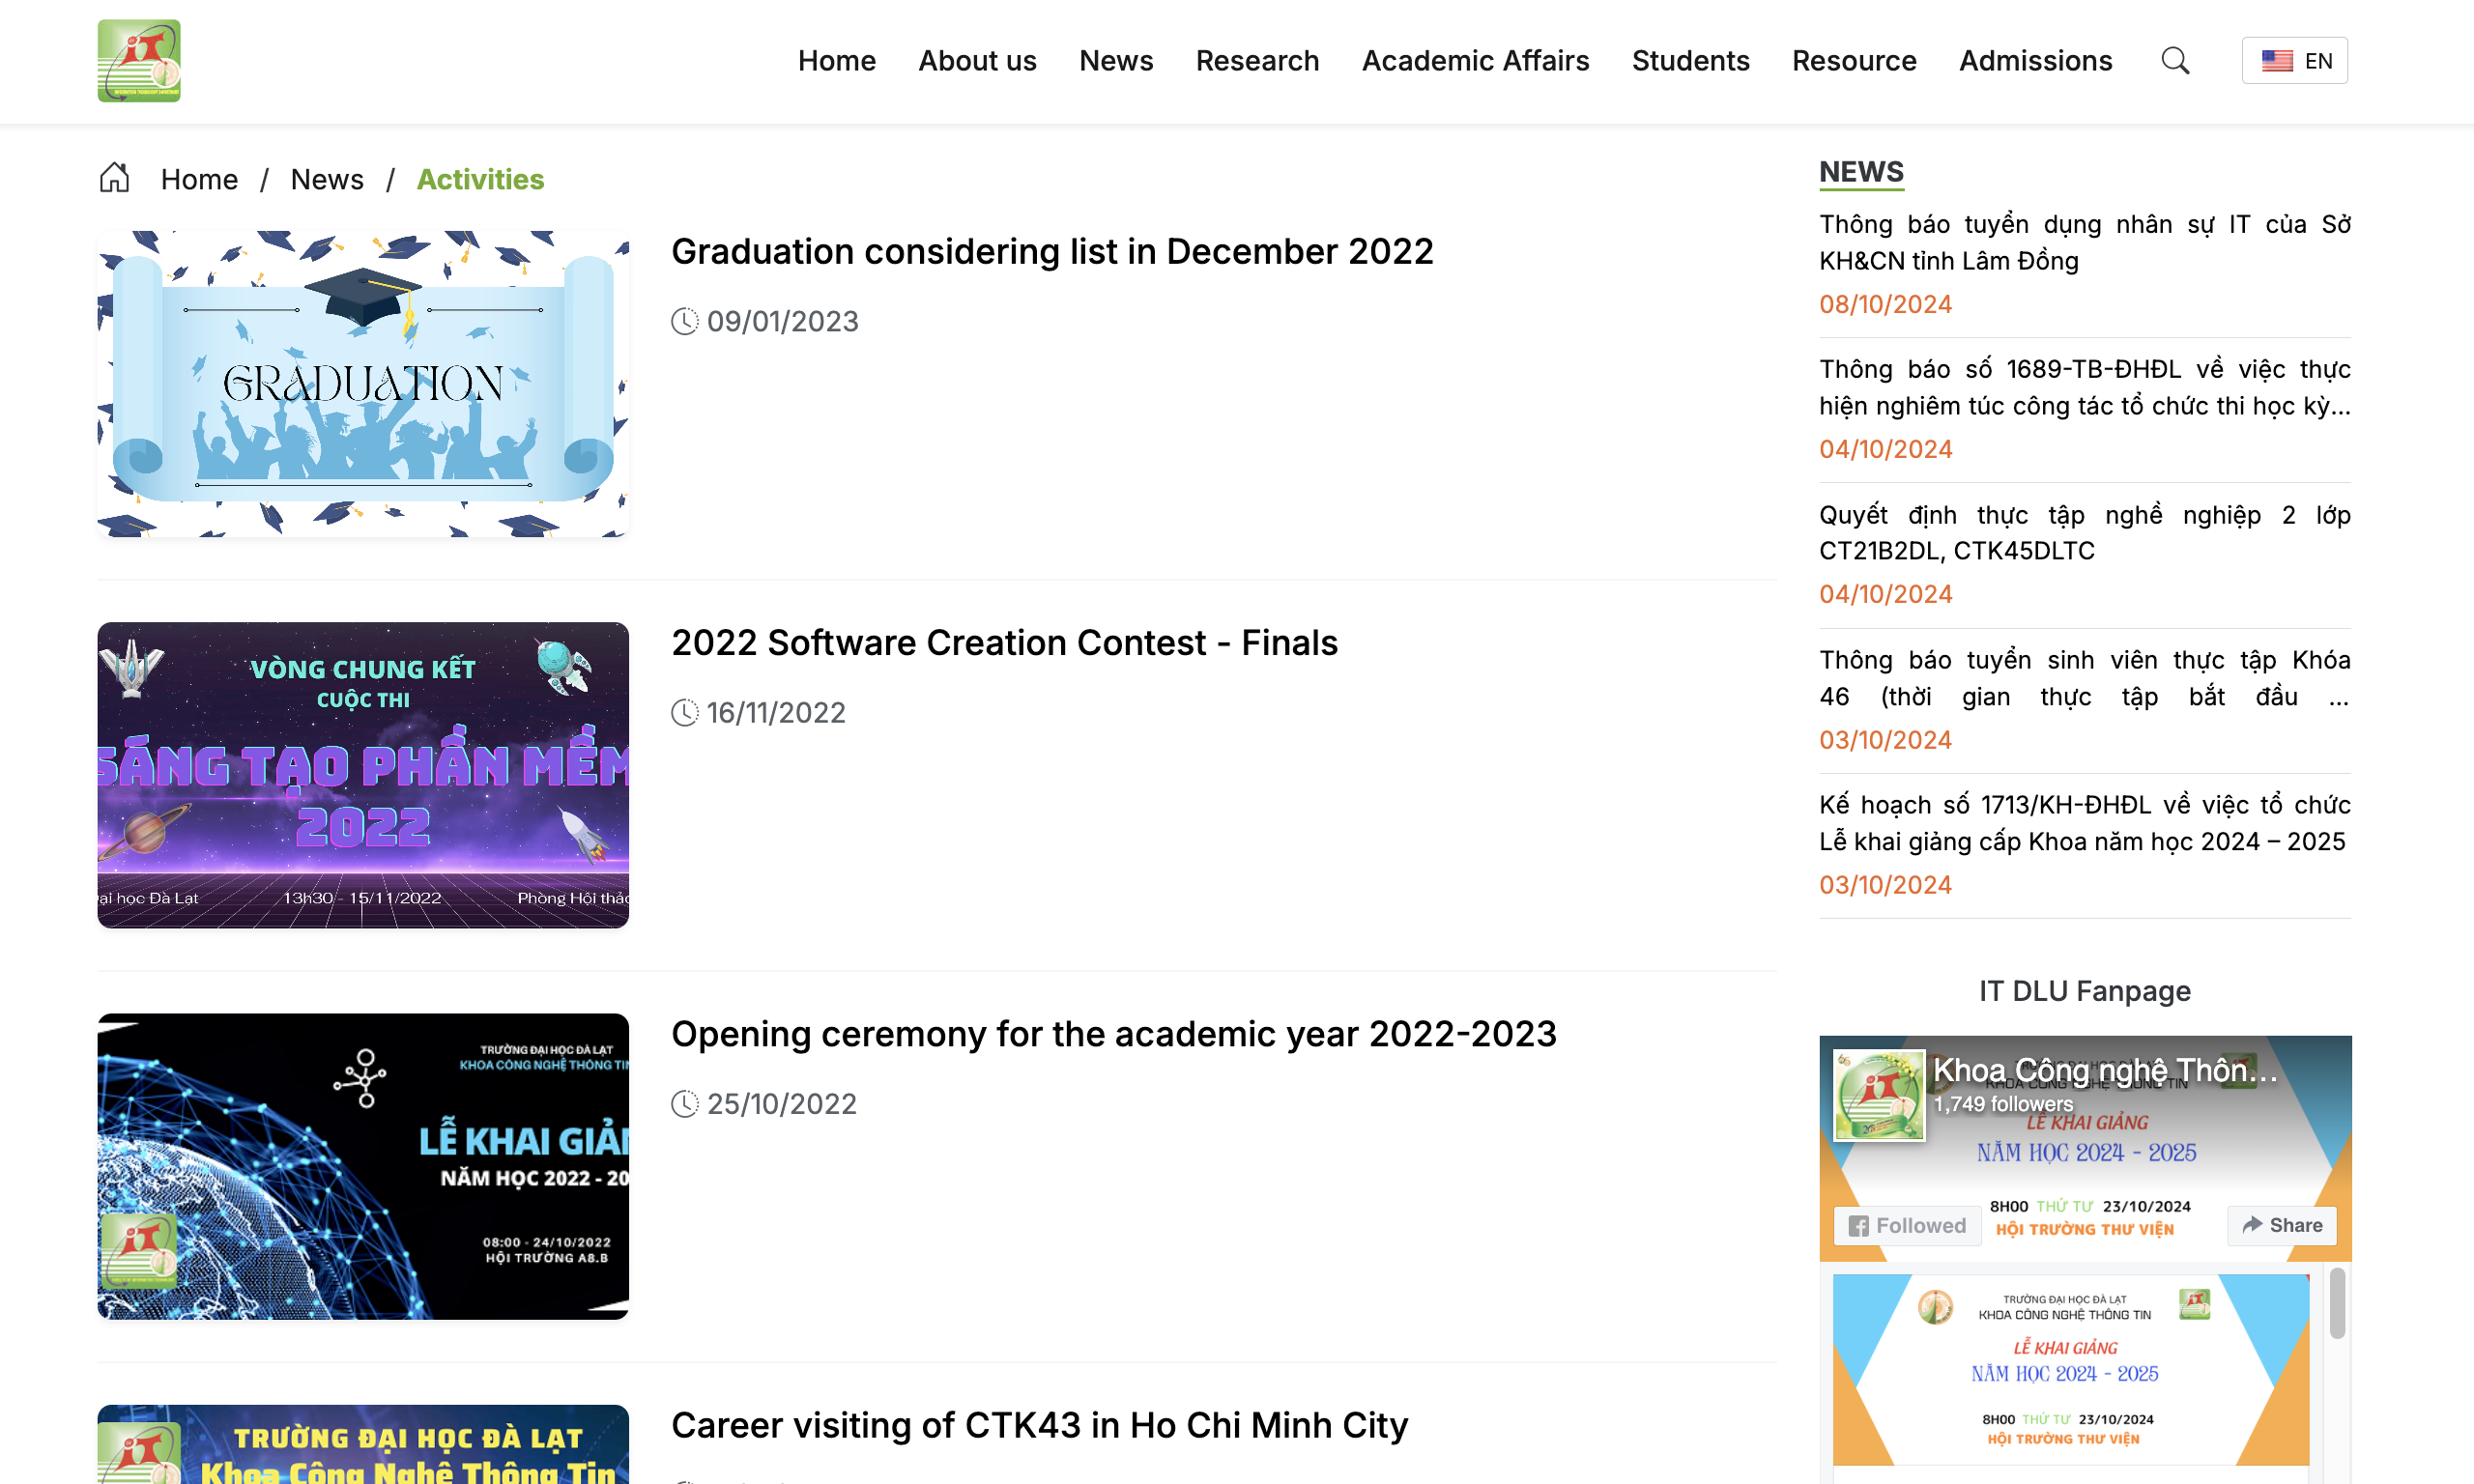 iT
Home About us News Research Academic Affairs Students Resource Admissions EN
Home / News / Activities
GRADUATION
Graduation considering list in December 2022
09/01/2023
VÒNG CHUNG KẾT
CUỘC THI
SÁNG TẠO PHẦN MỀM
2022
ại học Đà Lạt 13h30 - 15/11/2022 Phòng Hội thảo
2022 Software Creation Contest - Finals
16/11/2022
TRƯỜNG ĐẠI HỌC ĐÀ LẠT
KHOA CÔNG NGHỆ THÔNG TIN
LỄ KHAI GIẢN
NĂM HỌC 2022 - 20
08:00 - 24/10/2022
HỘI TRƯỜNG A8.B
iT
Opening ceremony for the academic year 2022-2023
25/10/2022
iT
TRƯỜNG ĐẠI HỌC ĐÀ LẠT
Khoa Công Nghệ Thông Tin
Career visiting of CTK43 in Ho Chi Minh City
NEWS
Thông báo tuyển dụng nhân sự IT của Sở
KH&CN tỉnh Lâm Đồng
08/10/2024
Thông báo số 1689-TB-ĐHĐL về việc thực
hiện nghiêm túc công tác tổ chức thi học kỳ...
04/10/2024
Quyết định thực tập nghề nghiệp 2 lớp
CT21B2DL, CTK45DLTC
04/10/2024
Thông báo tuyển sinh viên thực tập Khóa
46 (thời gian thực tập bắt đầu ...
03/10/2024
Kế hoạch số 1713/KH-ĐHĐL về việc tổ chức
Lễ khai giảng cấp Khoa năm học 2024 – 2025
03/10/2024
IT DLU Fanpage
Khoa Công nghệ Thôn...
KHOA CÔNG NGHỆ THÔNG TIN
1,749 followers
LỄ KHAI GIẢNG
NĂM HỌC 2024 - 2025
8H00 THỨ TƯ 23/10/2024
HỘI TRƯỜNG THƯ VIỆN
Followed
Share
TRƯỜNG ĐẠI HỌC ĐÀ LẠT
KHOA CÔNG NGHỆ THÔNG TIN
LỄ KHAI GIẢNG
NĂM HỌC 2024 - 2025
8H00 THỨ TƯ 23/10/2024
HỘI TRƯỜNG THƯ VIỆN